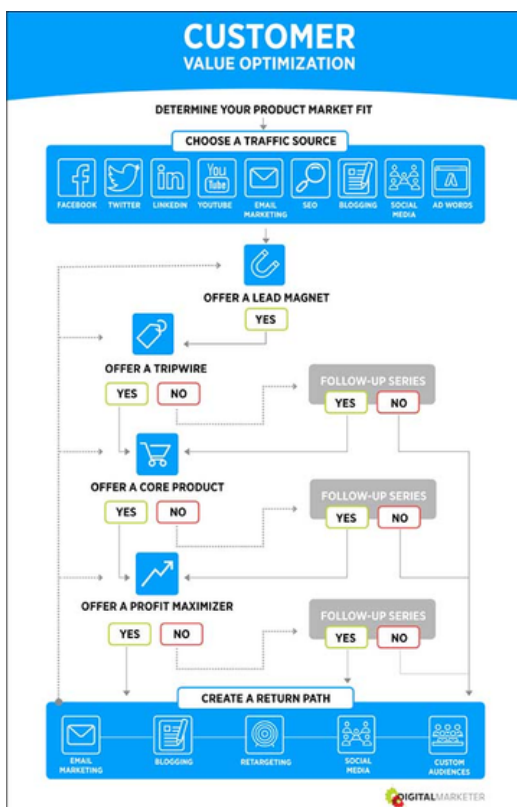 CUSTOMER
VALUE OPTIMIZATION
DETERMINE YOUR PRODUCT MARKET FIT
CHOOSE A TRAFFIC SOURCE
You
Tube
FACEBOOK TWITTER LINKEDIN YOUTUBE EMAIL MARKETING SEO BLOGGING SOCIAL MEDIA AD WORDS
OFFER A LEAD MAGNET
YES
OFFER A TRIPWIRE
YES NO
FOLLOW-UP SERIES
YES NO
OFFER A CORE PRODUCT
YES NO
FOLLOW-UP SERIES
YES NO
OFFER A PROFIT MAXIMIZER
YES NO
FOLLOW-UP SERIES
YES NO
CREATE A RETURN PATH
EMAIL MARKETING BLOGGING RETARGETING SOCIAL MEDIA CUSTOM AUDIENCES
DIGITALMARKETER